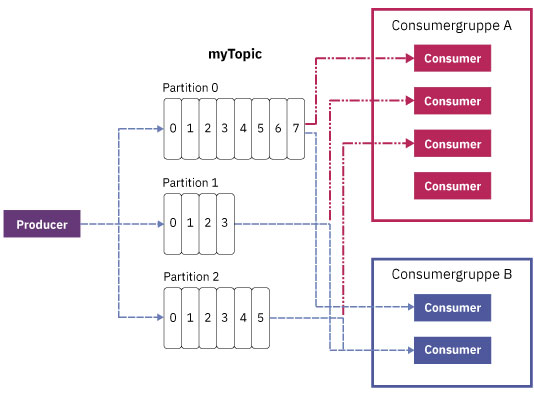 Consumergruppe A
myTopic
Consumer
Partition 0
Consumer
0 1 2 3 4 5 6 7
Consumer
Partition 1
Consumer
Producer
0 1 2 3
Consumergruppe B
Partition 2
Consumer
0 1 2 3 4 5
Consumer